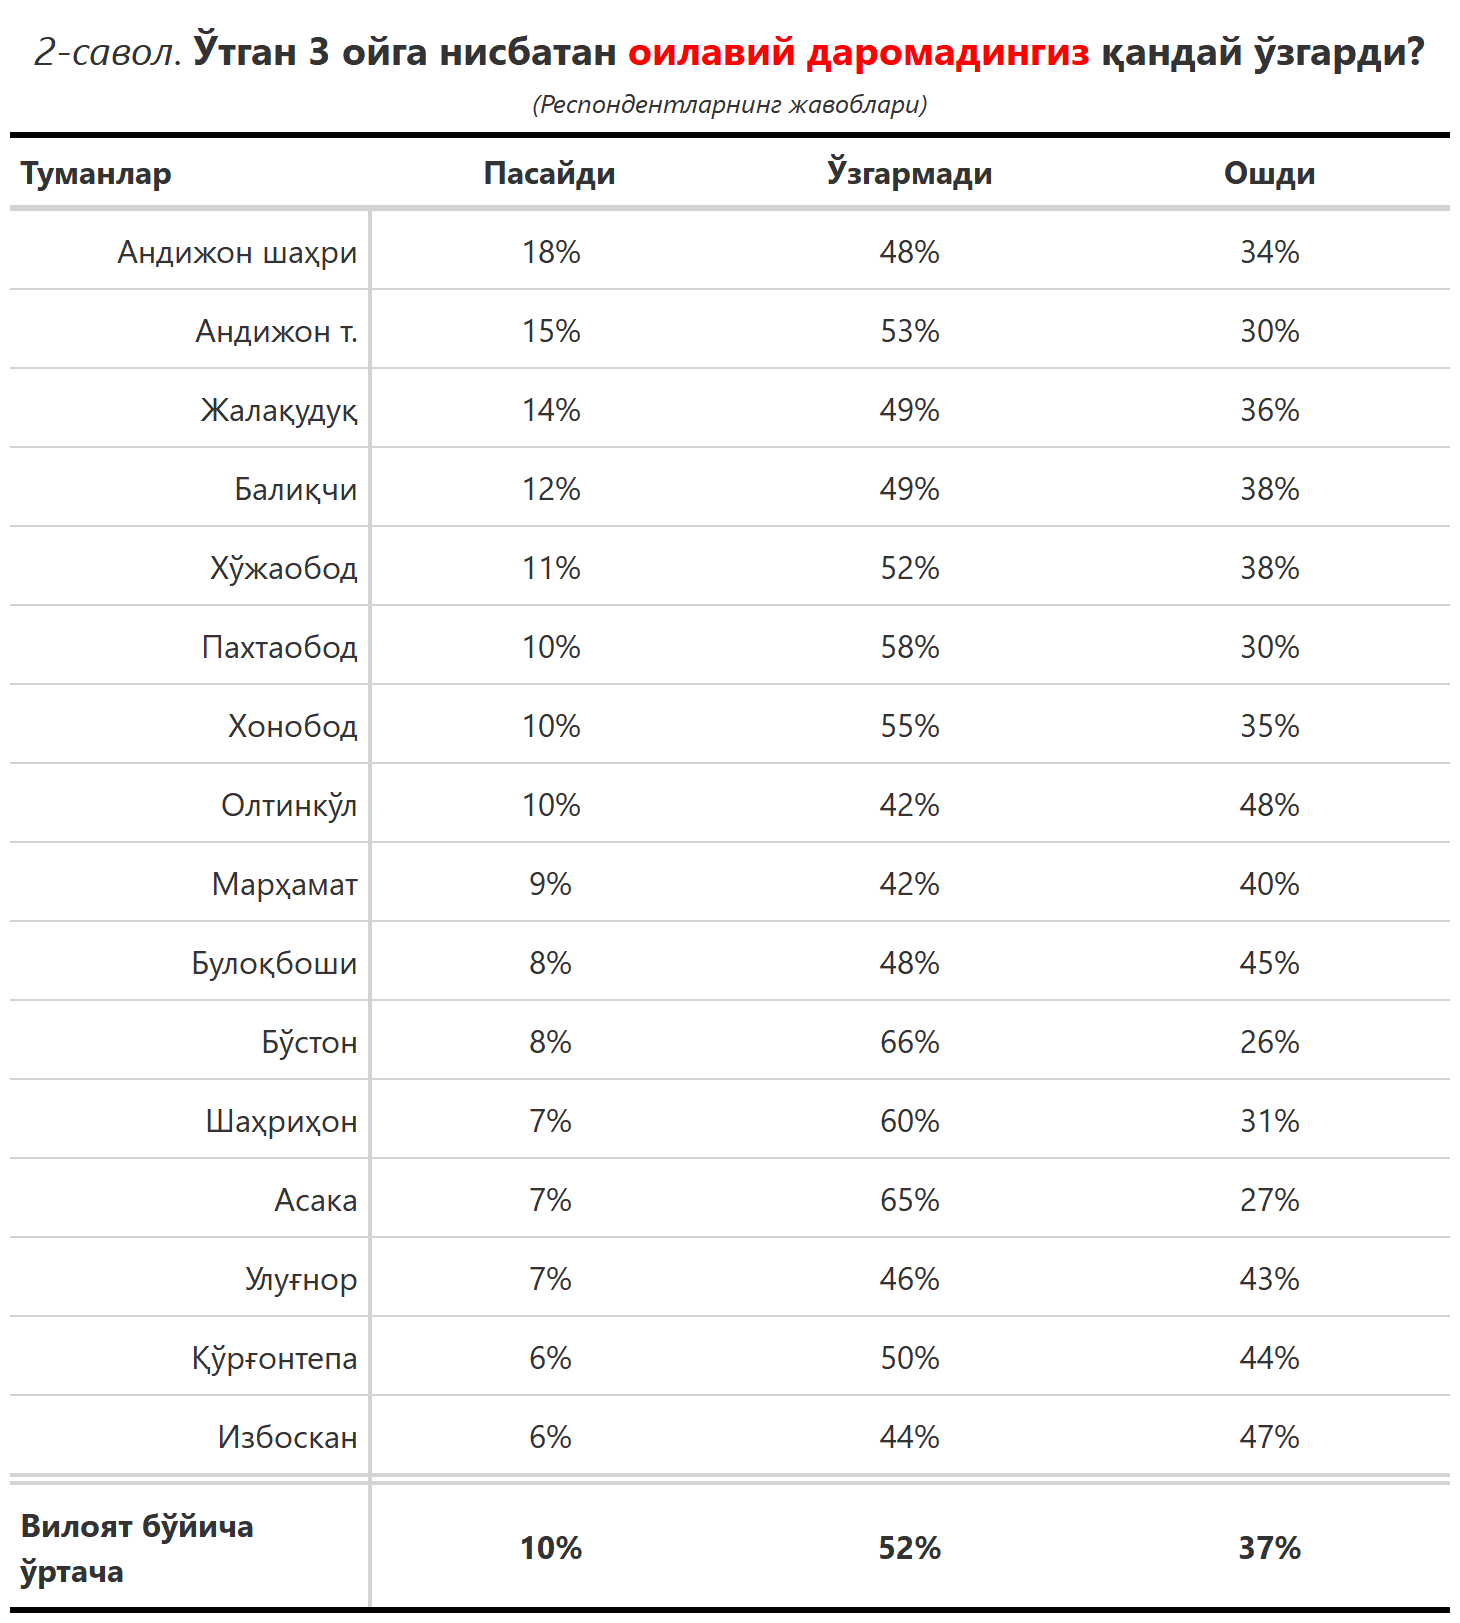 2-савол. Ўтган 3 ойга нисбатан оилавий даромадингиз қандай ўзгарди?
(Респондентларнинг жавоблари)
Туманлар Пасайди Ўзгармади Ошди
Андижон шаҳри 18% 48% 34%
Андижон т. 15% 53% 30%
Жалақудуқ 14% 49% 36%
Балиқчи 12% 49% 38%
Хўжаобод 11% 52% 38%
Пахтаобод 10% 58% 30%
Хонобод 10% 55% 35%
Олтинкўл 10% 42% 48%
Марҳамат 9% 42% 40%
Булоқбоши 8% 48% 45%
Бўстон 8% 66% 26%
Шаҳриҳон 7% 60% 31%
Асака 7% 65% 27%
Улуғнор 7% 46% 43%
Қўрғонтепа 6% 50% 44%
Избоскан 6% 44% 47%
Вилоят бўйича
ўртача 10% 52% 37%